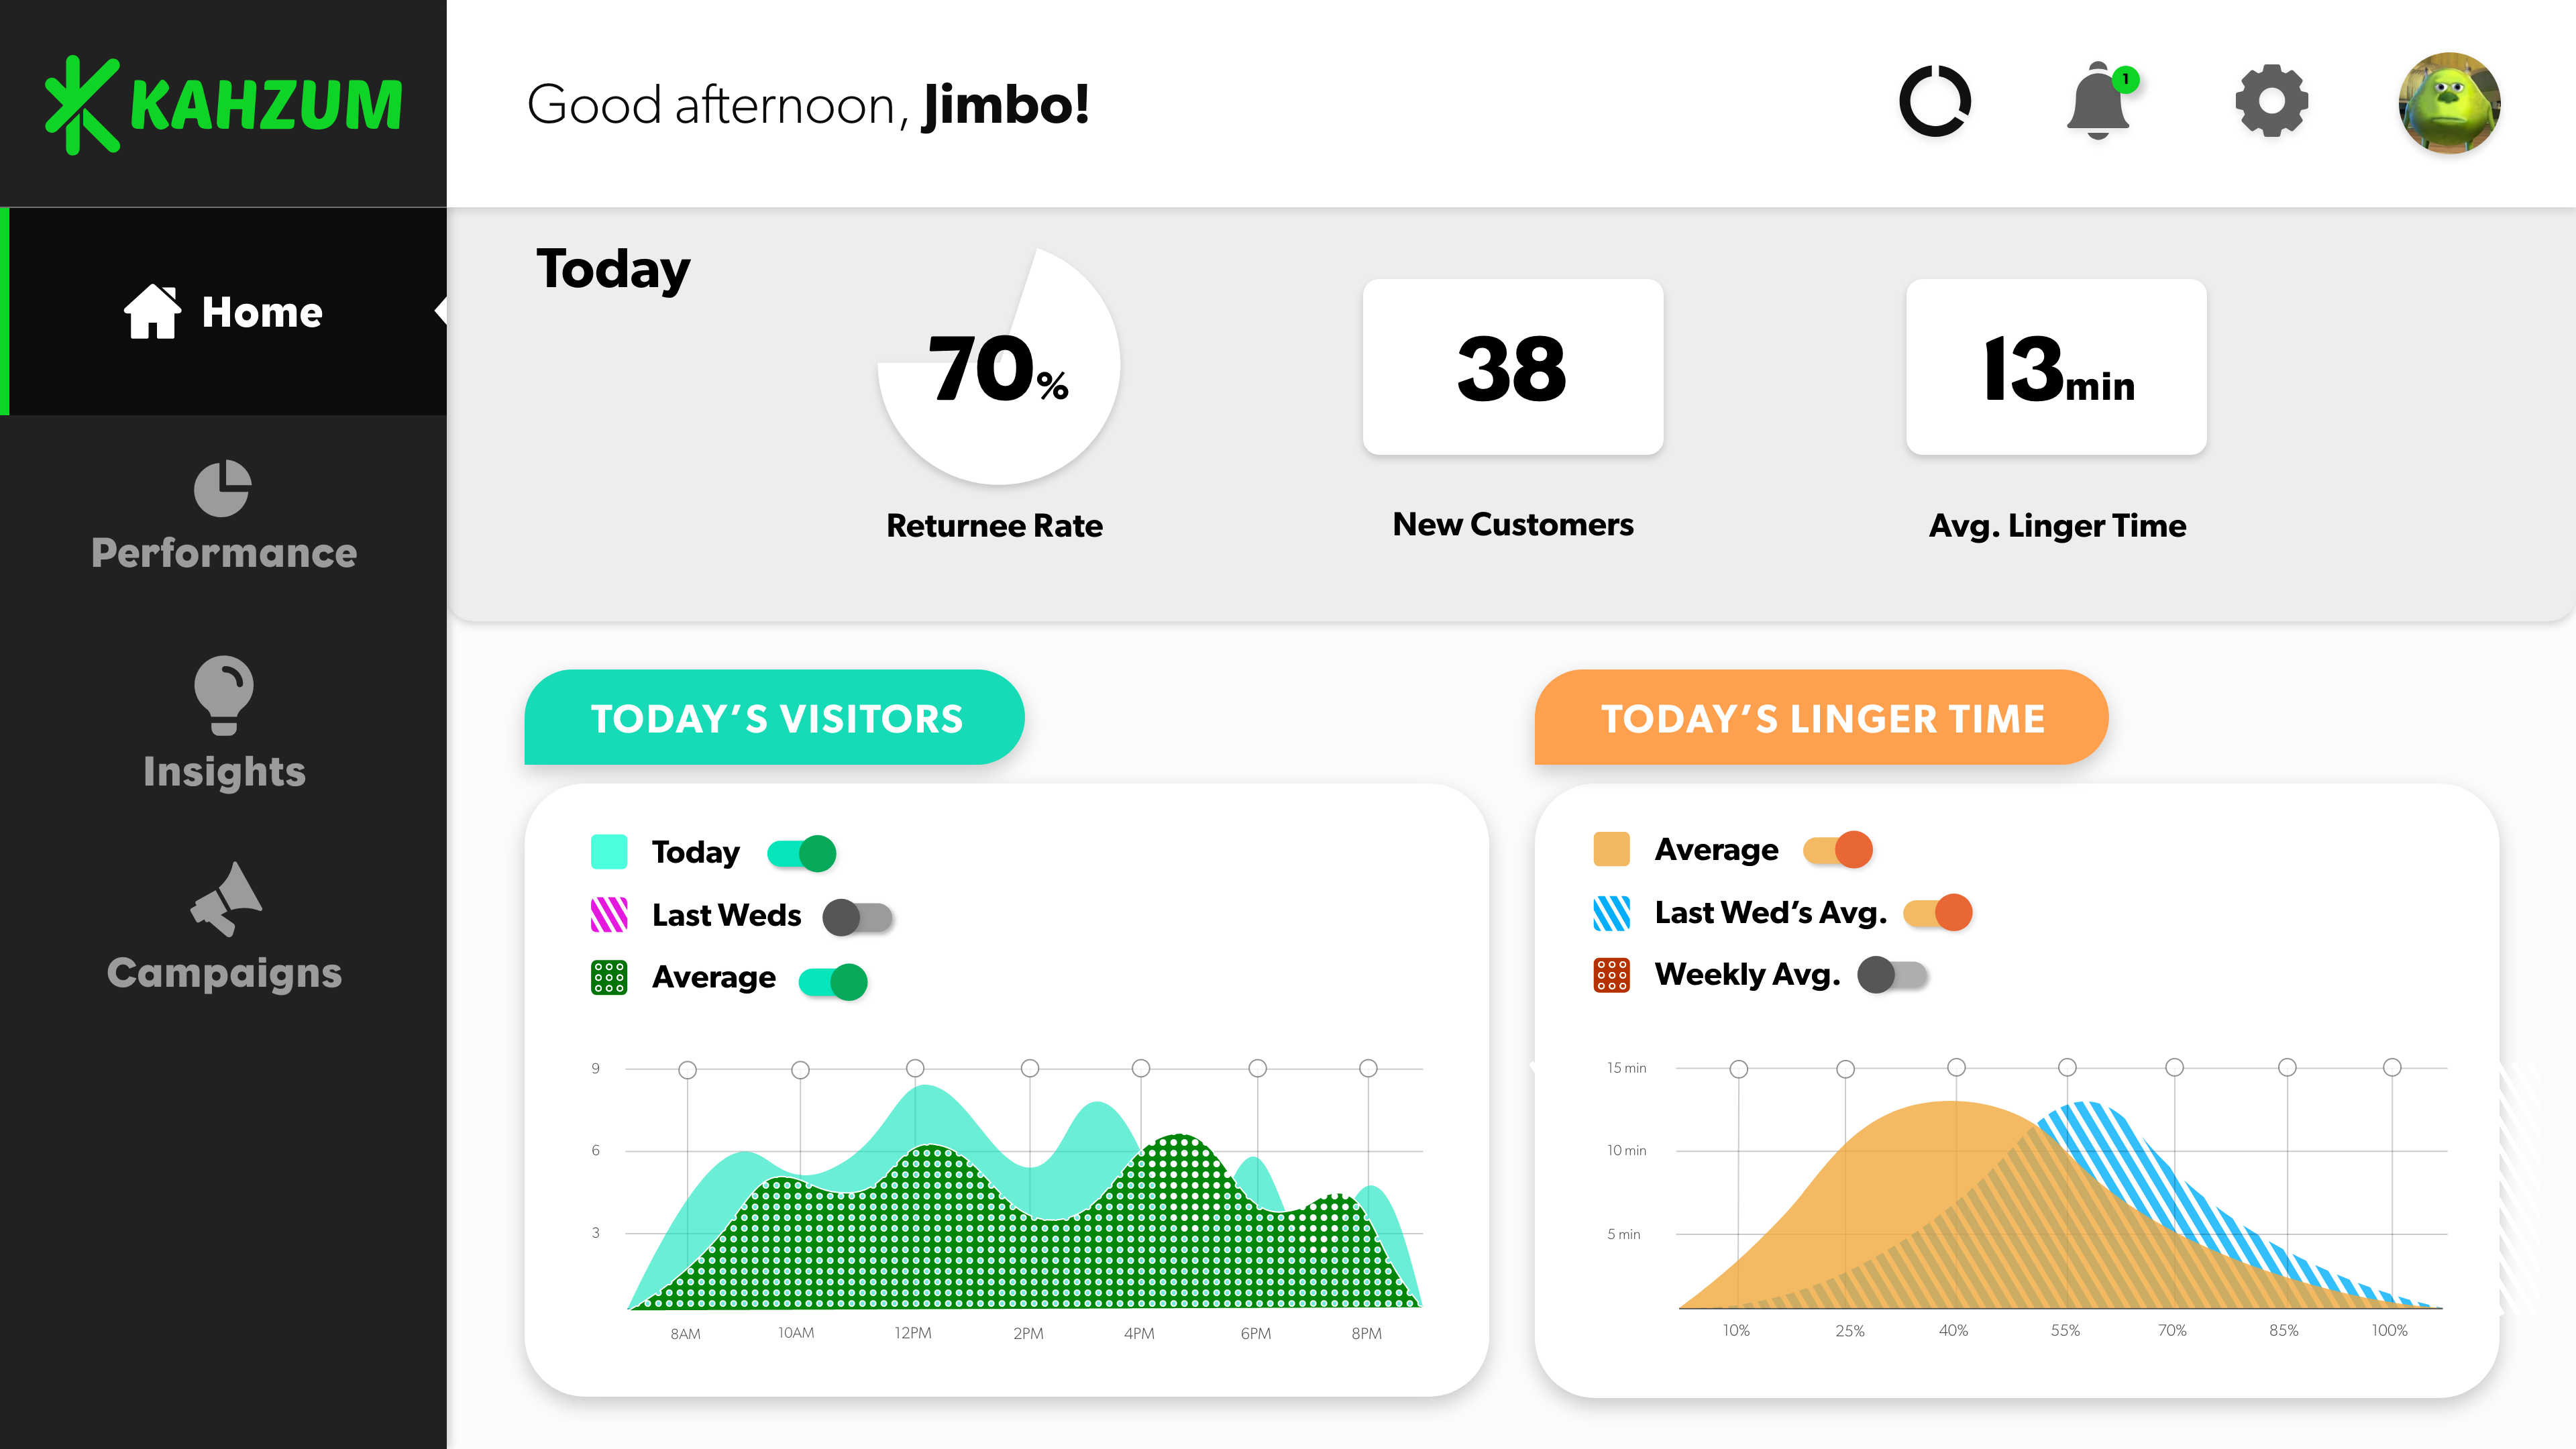 KAHZUM
Good afternoon, Jimbo!
1
Home
Performance
Insights
Campaigns
Today
70%
Returnee Rate
38
New Customers
13min
Avg. Linger Time
TODAY’S VISITORS
Today
Last Weds
Average
9
6
3
8AM 10AM 12PM 2PM 4PM 6PM 8PM
TODAY’S LINGER TIME
Average
Last Wed’s Avg.
Weekly Avg.
15 min
10 min
5 min
10% 25% 40% 55% 70% 85% 100%